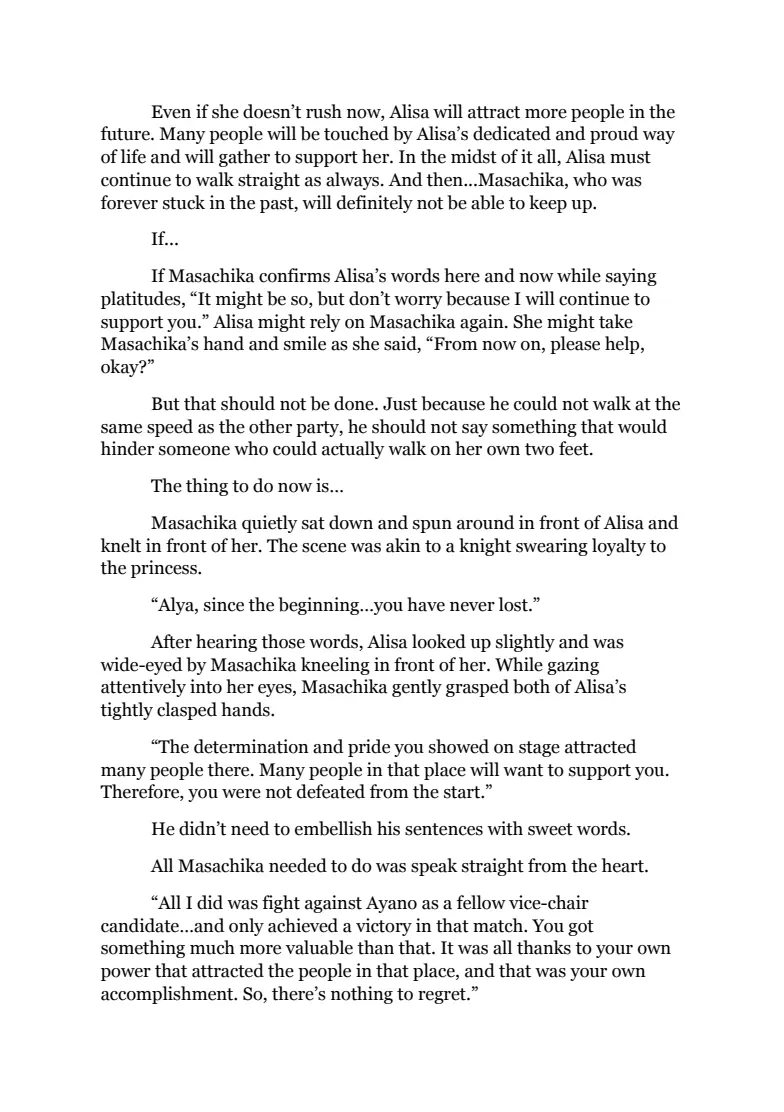 Even if she doesn’t rush now, Alisa will attract more people in the
future. Many people will be touched by Alisa’s dedicated and proud way
of life and will gather to support her. In the midst of it all, Alisa must
continue to walk straight as always. And then...Masachika, who was
forever stuck in the past, will definitely not be able to keep up.
If...
If Masachika confirms Alisa’s words here and now while saying
platitudes, “It might be so, but don’t worry because I will continue to
support you.” Alisa might rely on Masachika again. She might take
Masachika’s hand and smile as she said, “From now on, please help,
okay?”
But that should not be done. Just because he could not walk at the
same speed as the other party, he should not say something that would
hinder someone who could actually walk on her own two feet.
The thing to do now is...
Masachika quietly sat down and spun around in front of Alisa and
knelt in front of her. The scene was akin to a knight swearing loyalty to
the princess.
“Alya, since the beginning...you have never lost.”
After hearing those words, Alisa looked up slightly and was
wide-eyed by Masachika kneeling in front of her. While gazing
attentively into her eyes, Masachika gently grasped both of Alisa’s
tightly clasped hands.
“The determination and pride you showed on stage attracted
many people there. Many people in that place will want to support you.
Therefore, you were not defeated from the start.”
He didn’t need to embellish his sentences with sweet words.
All Masachika needed to do was speak straight from the heart.
“All I did was fight against Ayano as a fellow vice-chair
candidate...and only achieved a victory in that match. You got
something much more valuable than that. It was all thanks to your own
power that attracted the people in that place, and that was your own
accomplishment. So, there’s nothing to regret.”